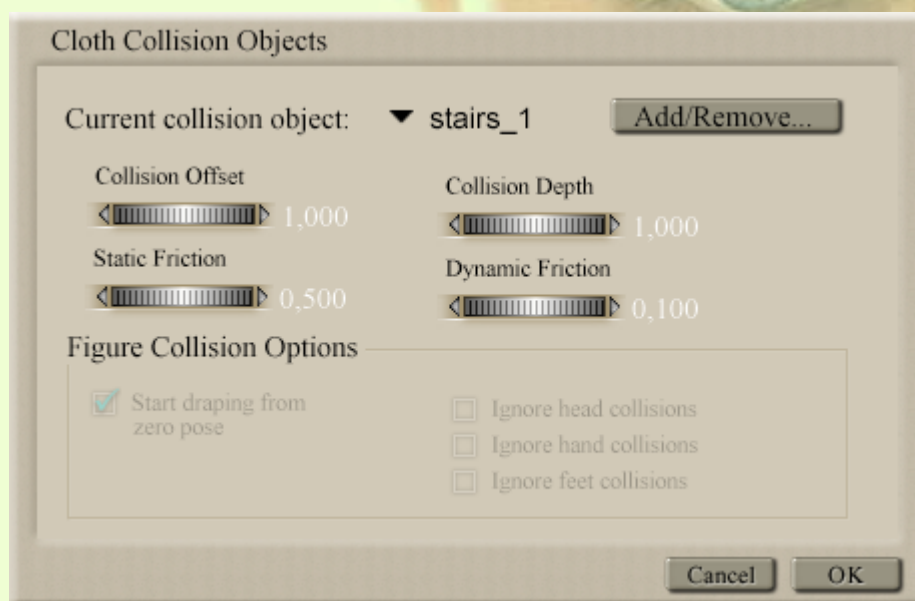 Cloth Collision Objects
Current collision object: stairs_1 Add/Remove...
Collision Offset Collision Depth
1,000 1,000
Static Friction Dynamic Friction
0,500 0,100
Figure Collision Options
Start draping from
zero pose
Ignore head collisions
Ignore hand collisions
Ignore feet collisions
Cancel OK